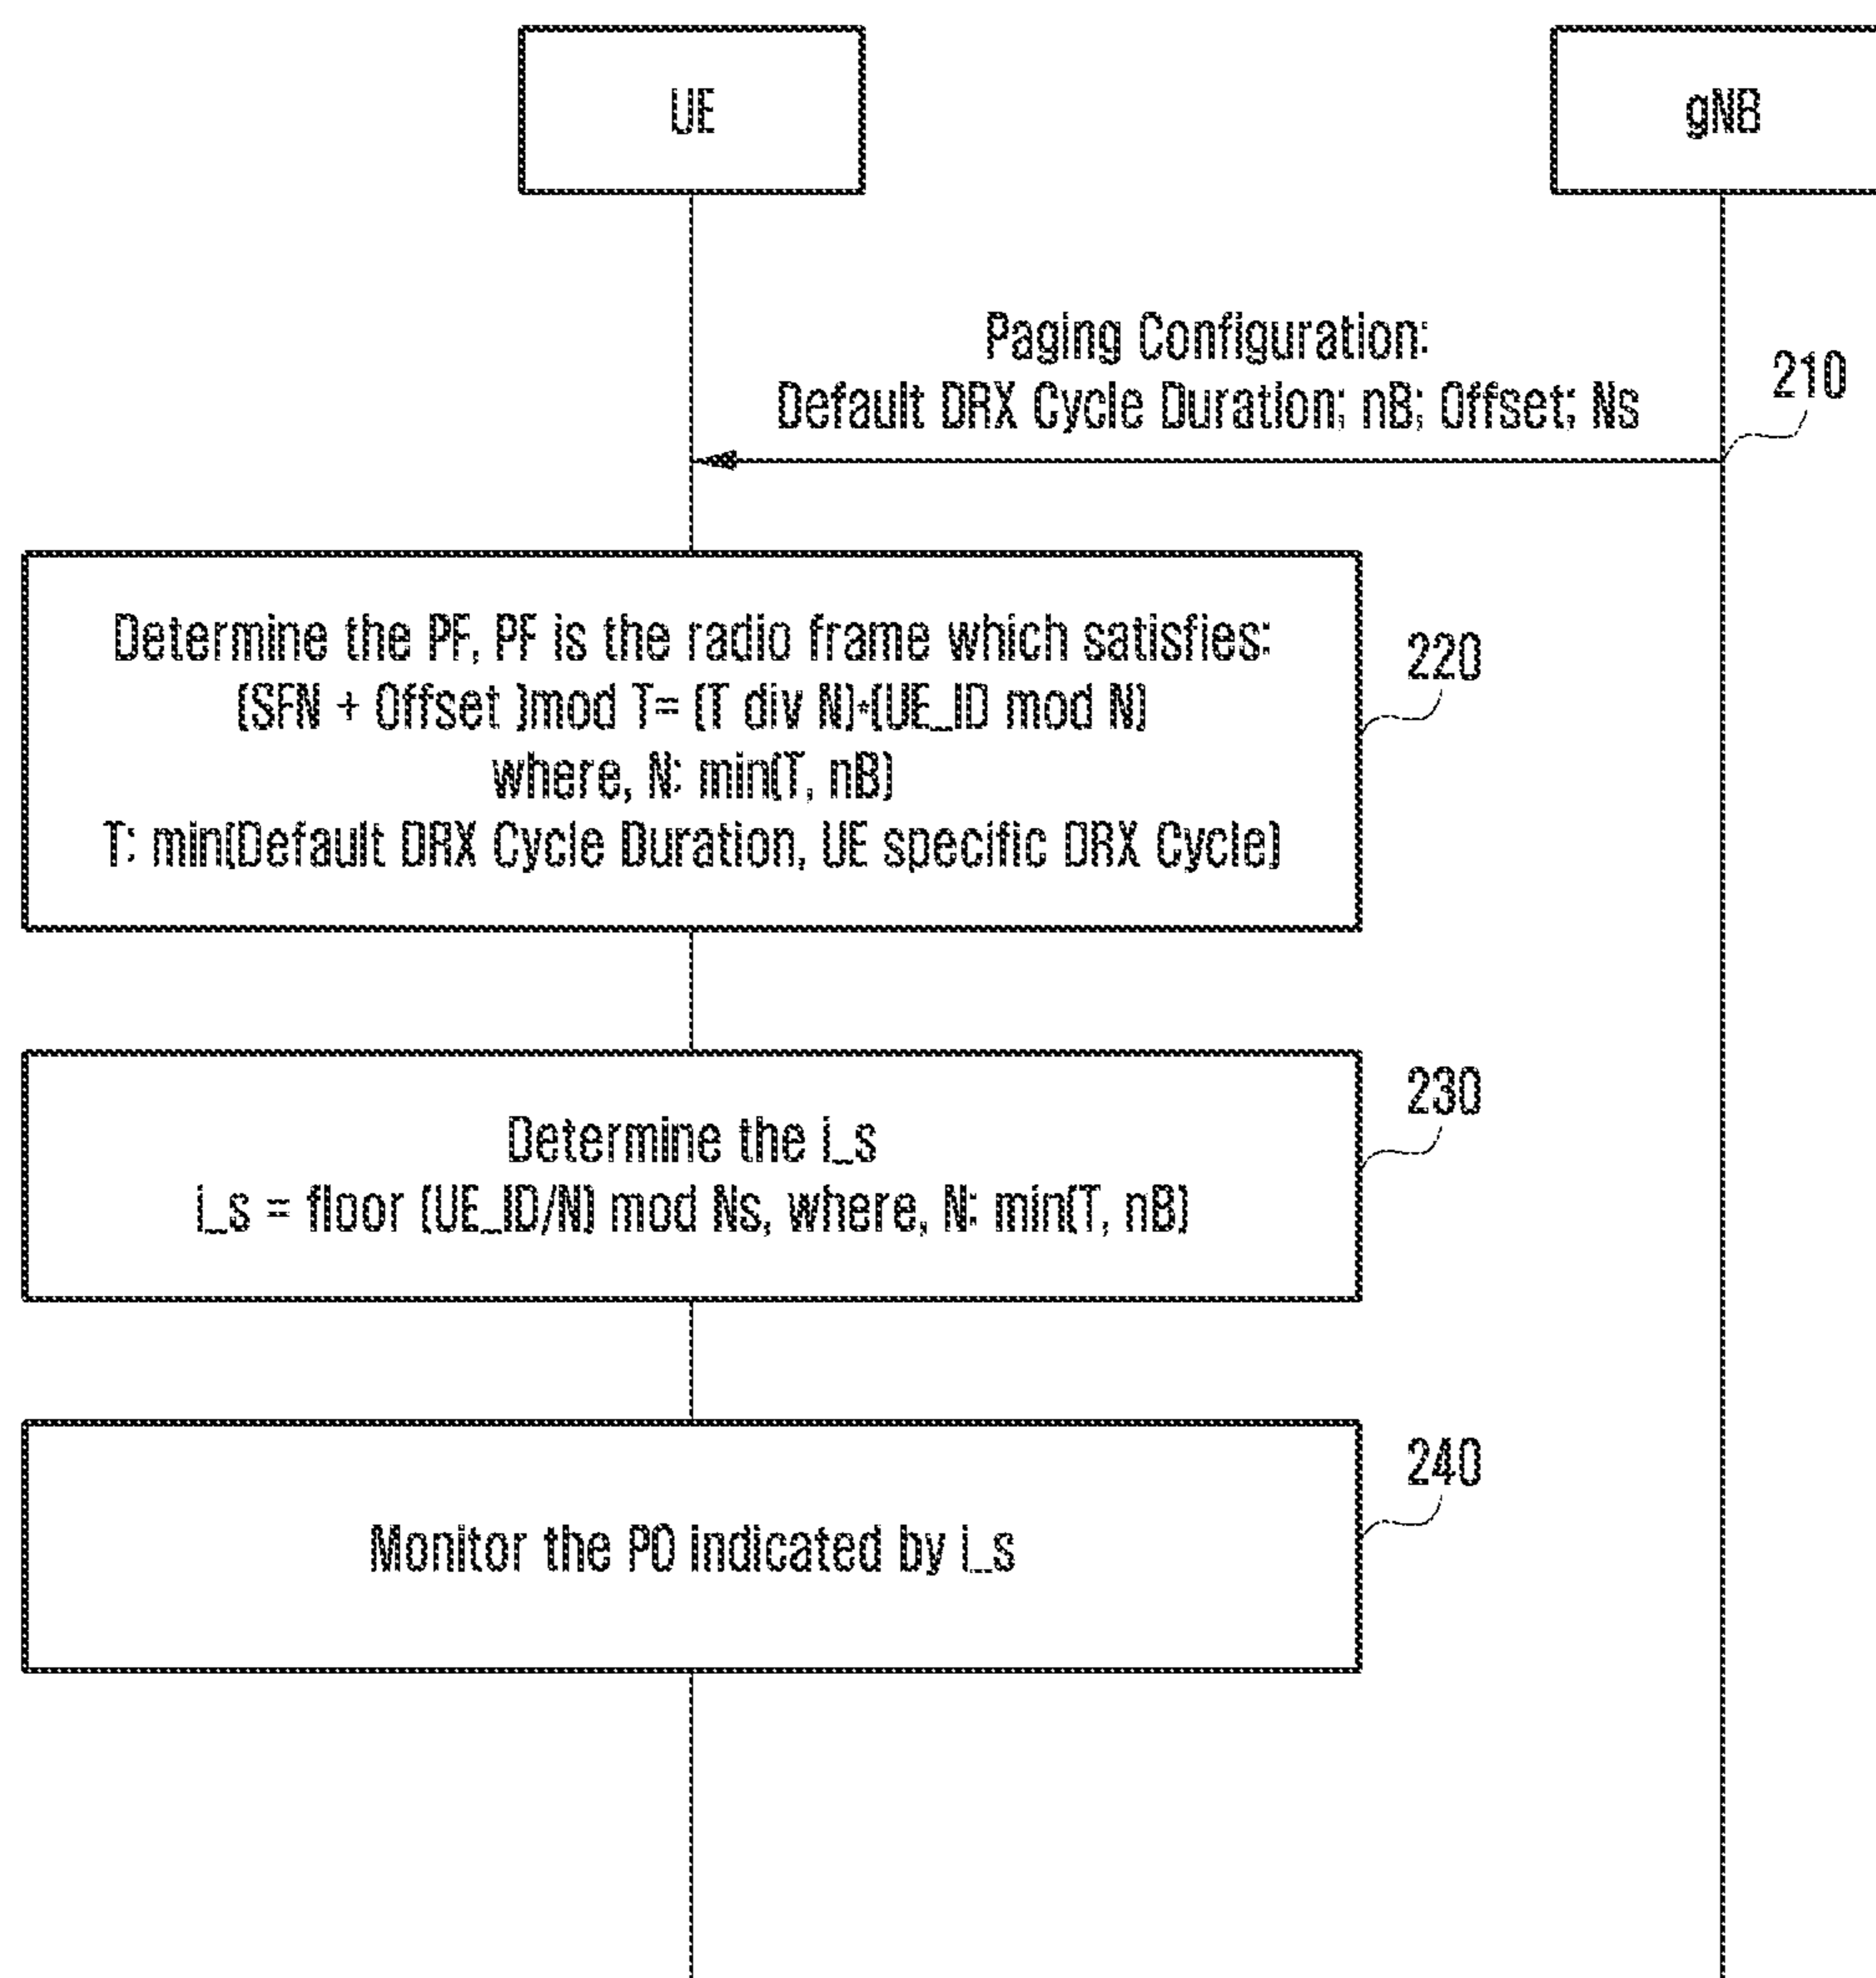 UE
gNB
Paging Configuration:
Default DRX Cycle Duration; nB; Offset; Ns
210
Determine the PF, PF is the radio frame which satisfies:
(SFN + Offset )mod T= (T div N)*(UE_ID mod N)
where, N: min(T, nB)
T: min(Default DRX Cycle Duration, UE specific DRX Cycle)
220
Determine the i_s
i_s = floor (UE_ID/N) mod Ns, where, N: min(T, nB)
230
Monitor the PO indicated by i_s
240